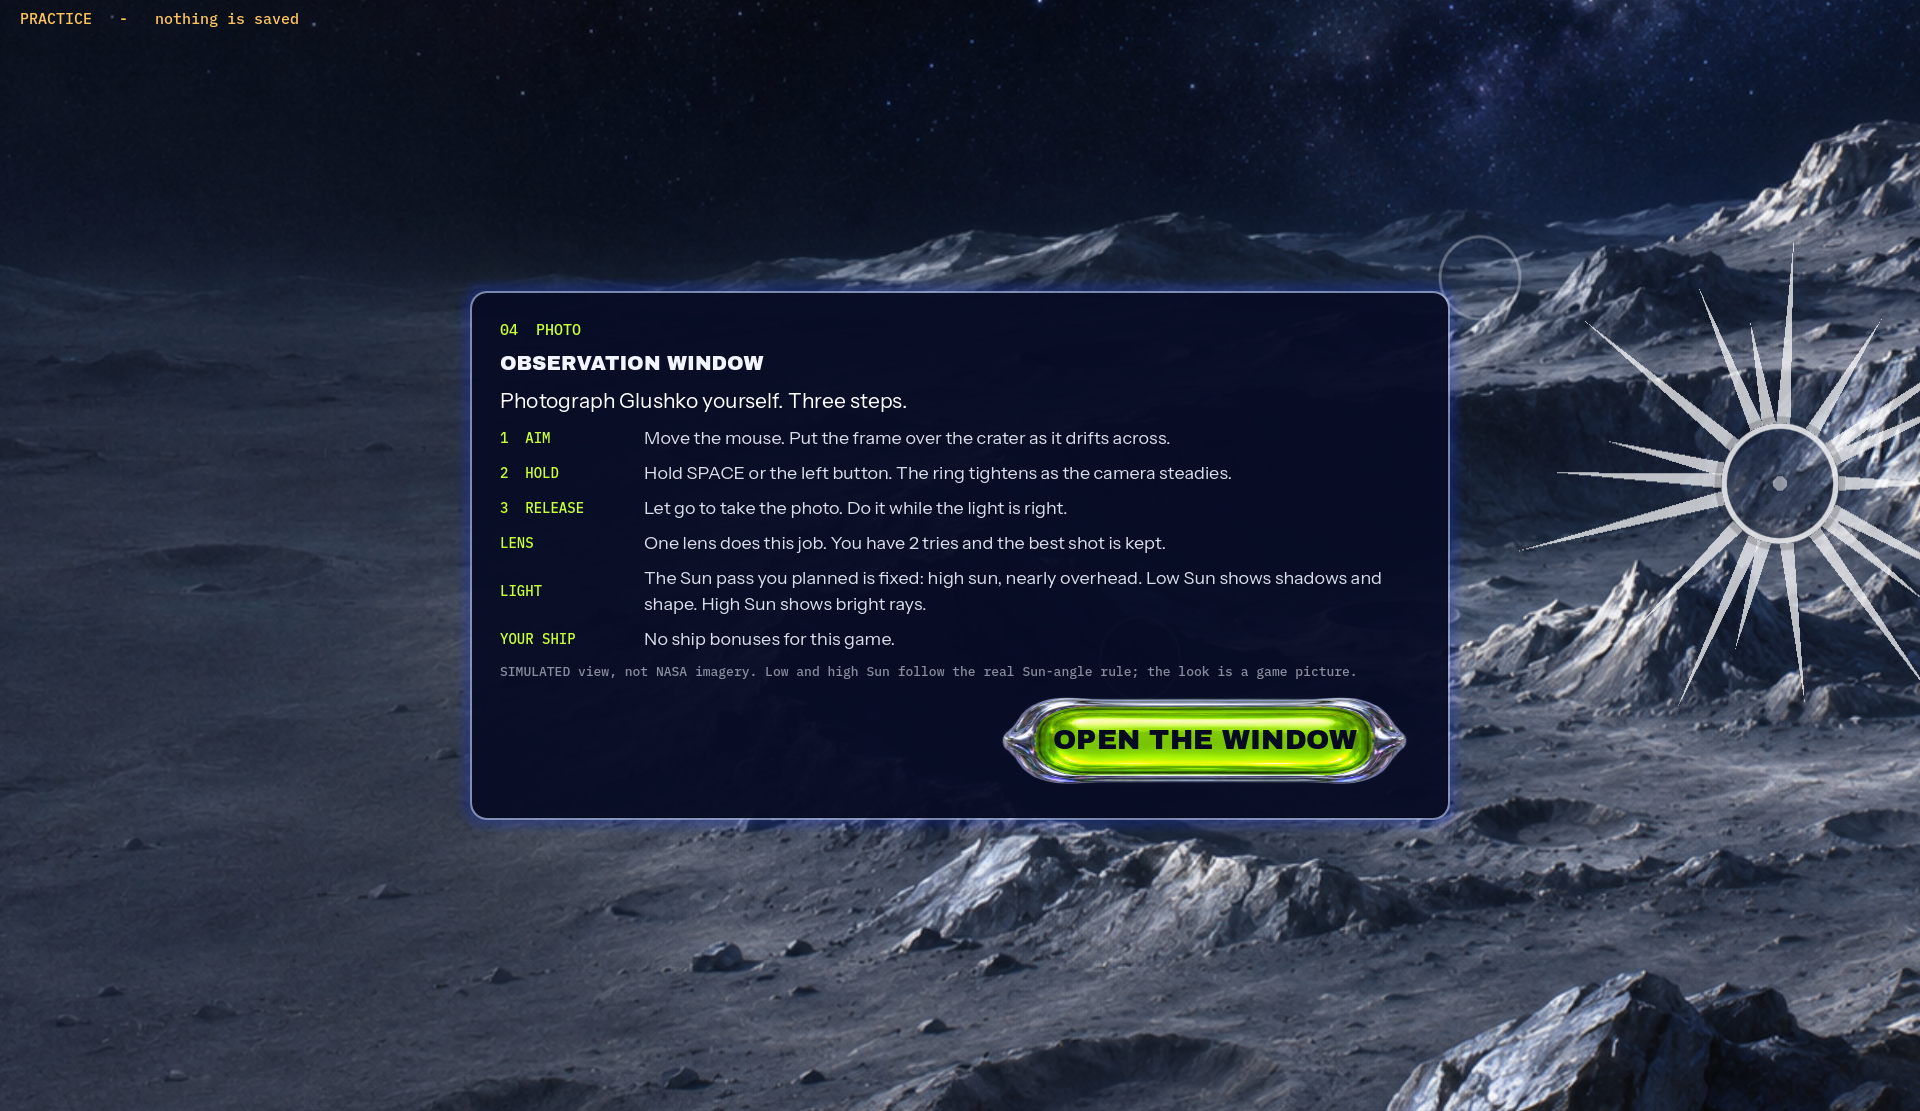 PRACTICE - nothing is saved
04 PHOTO
OBSERVATION WINDOW
Photograph Glushko yourself. Three steps.
1 AIM Move the mouse. Put the frame over the crater as it drifts across.
2 HOLD Hold SPACE or the left button. The ring tightens as the camera steadies.
3 RELEASE Let go to take the photo. Do it while the light is right.
LENS One lens does this job. You have 2 tries and the best shot is kept.
LIGHT The Sun pass you planned is fixed: high sun, nearly overhead. Low Sun shows shadows and
shape. High Sun shows bright rays.
YOUR SHIP No ship bonuses for this game.
SIMULATED view, not NASA imagery. Low and high Sun follow the real Sun-angle rule; the look is a game picture.
OPEN THE WINDOW